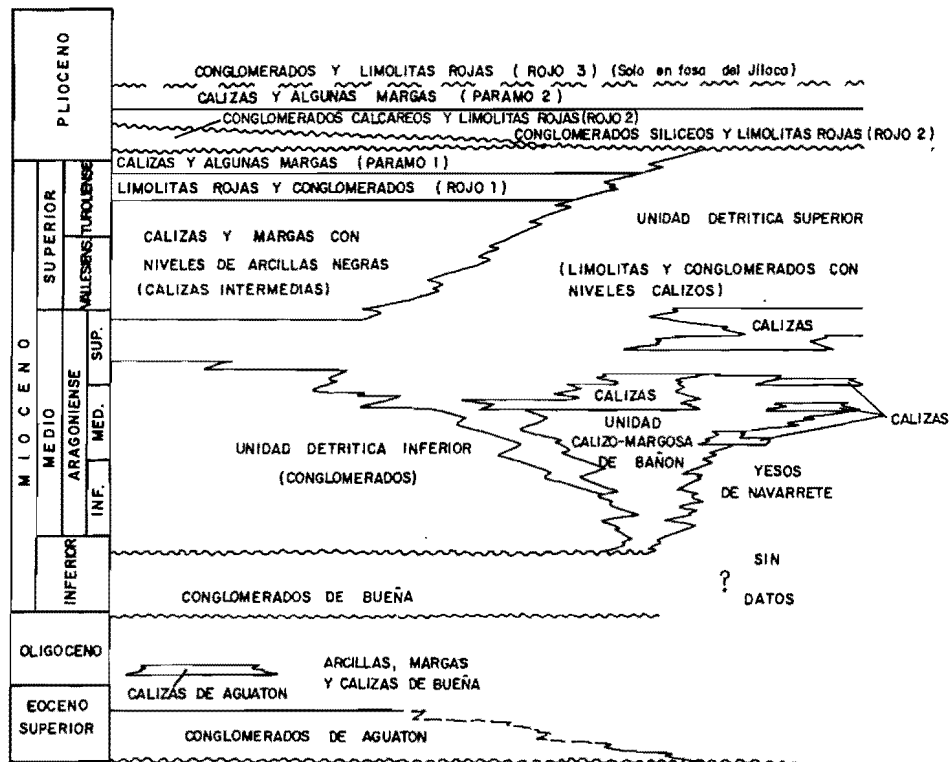 PLIOCENO
CONGLOMERADOS Y LIMOLITAS ROJAS (ROJO 3) (Solo en fosa del Jiloca)
CALIZAS Y ALGUNAS MARGAS (PARAMO 2)
CONGLOMERADOS CALCAREOS Y LIMOLITAS ROJAS (ROJO 2)
CONGLOMERADOS SILICEOS Y LIMOLITAS ROJAS (ROJO 2)
MIOCENO
SUPERIOR
TUROLIENSE
VALLESIENS.
CALIZAS Y ALGUNAS MARGAS (PARAMO 1)
LIMOLITAS ROJAS Y CONGLOMERADOS (ROJO 1)
CALIZAS Y MARGAS CON
NIVELES DE ARCILLAS NEGRAS
(CALIZAS INTERMEDIAS)
UNIDAD DETRITICA SUPERIOR
(LIMOLITAS Y CONGLOMERADOS CON
NIVELES CALIZOS)
CALIZAS
MEDIO
ARAGONIENSE
SUP.
MED.
INF.
CALIZAS
CALIZAS
UNIDAD
CALIZO-MARGOSA
DE BAÑON
UNIDAD DETRITICA INFERIOR
(CONGLOMERADOS)
YESOS
DE NAVARRETE
INFERIOR
SIN
?
DATOS
CONGLOMERADOS DE BUEÑA
OLIGOCENO
ARCILLAS, MARGAS
Y CALIZAS DE BUEÑA
CALIZAS DE AGUATON
EOCENO
SUPERIOR
CONGLOMERADOS DE AGUATON